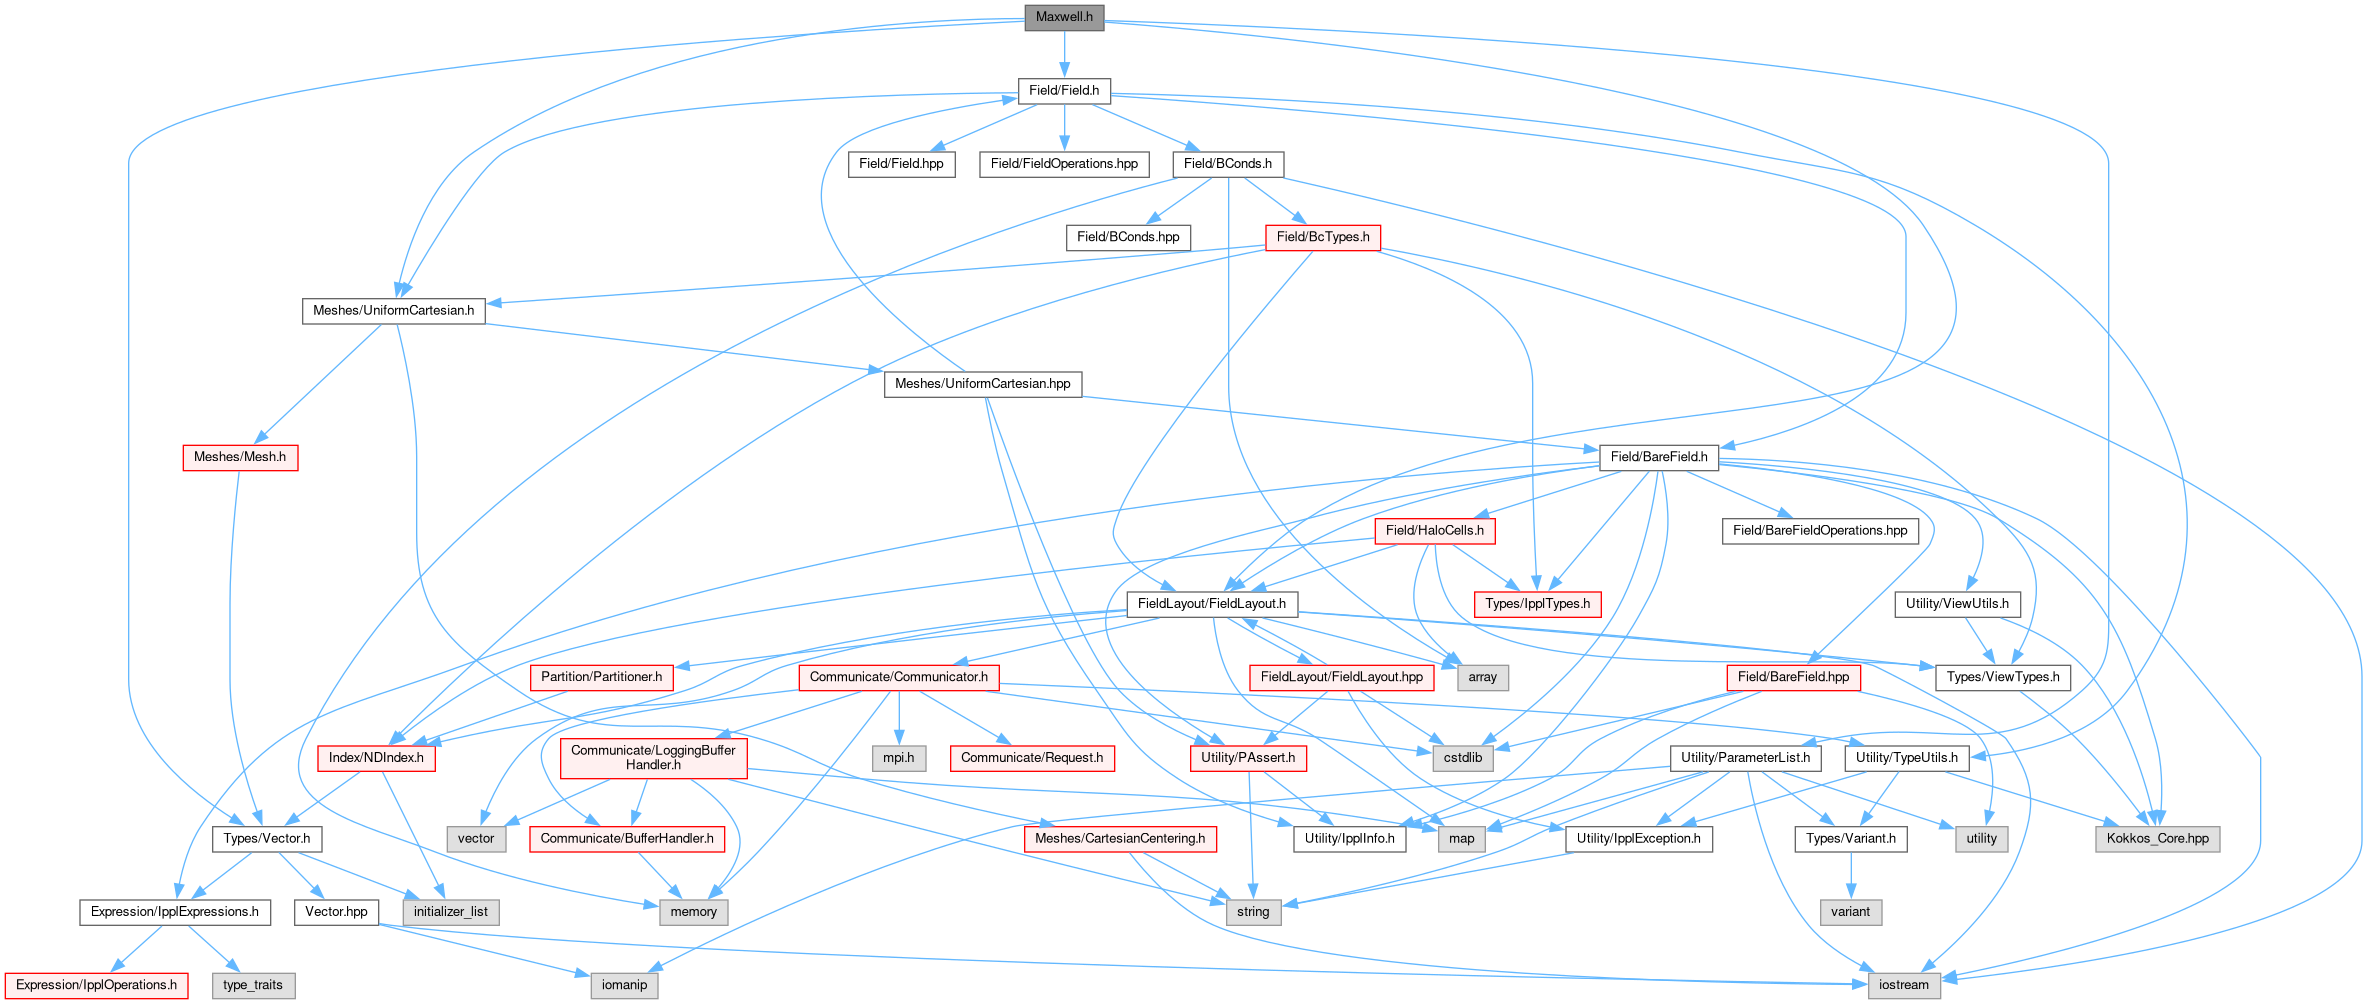 Maxwell.h
Field/Field.h
Field/Field.hpp
Field/FieldOperations.hpp
Field/BConds.h
Field/BConds.hpp
Field/BcTypes.h
Meshes/UniformCartesian.h
Meshes/UniformCartesian.hpp
Meshes/Mesh.h
Field/BareField.h
Field/HaloCells.h
Field/BareFieldOperations.hpp
FieldLayout/FieldLayout.h
Types/IpplTypes.h
Utility/ViewUtils.h
Partition/Partitioner.h
Communicate/Communicator.h
FieldLayout/FieldLayout.hpp
array
Field/BareField.hpp
Types/ViewTypes.h
Index/NDIndex.h
Communicate/LoggingBuffer
Handler.h
mpi.h
Communicate/Request.h
Utility/PAssert.h
cstdlib
Utility/ParameterList.h
Utility/TypeUtils.h
Types/Vector.h
vector
Communicate/BufferHandler.h
Meshes/CartesianCentering.h
Utility/IpplInfo.h
map
Utility/IpplException.h
Types/Variant.h
utility
Kokkos_Core.hpp
Expression/IpplExpressions.h
Vector.hpp
initializer_list
memory
string
variant
Expression/IpplOperations.h
type_traits
iomanip
iostream